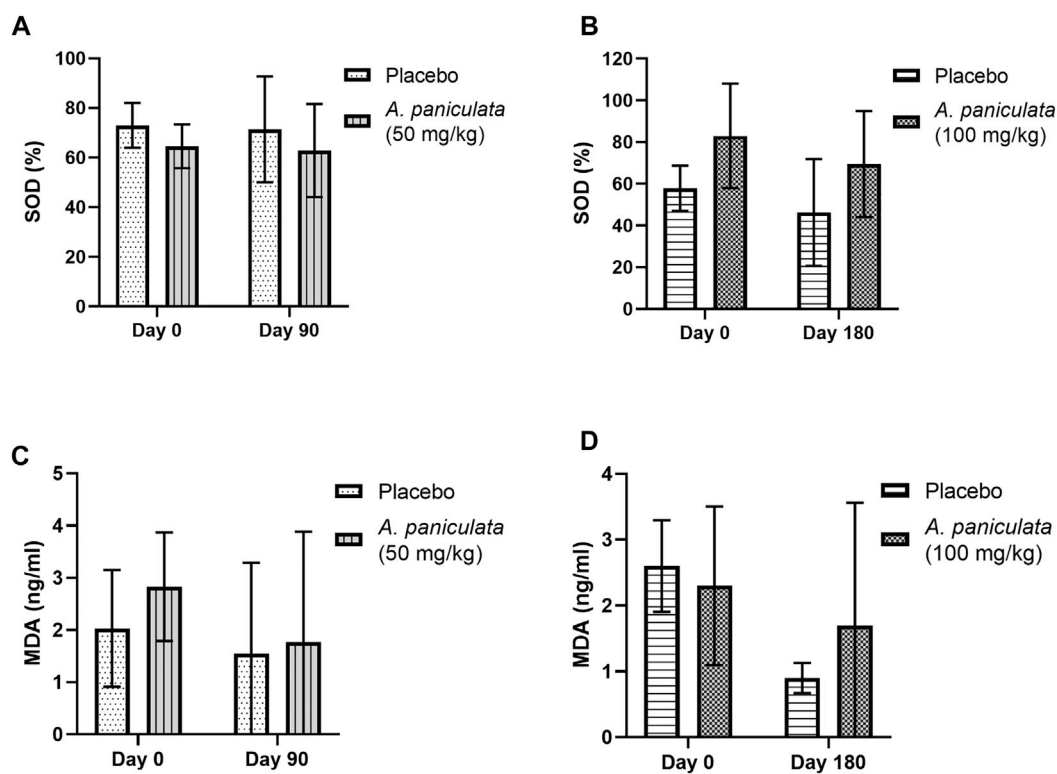 A
SOD (%)
100
80
60
40
20
0
Day 0
Day 90
Placebo
A. paniculata
(50 mg/kg)
B
SOD (%)
120
100
80
60
40
20
0
Day 0
Day 180
Placebo
A. paniculata
(100 mg/kg)
C
MDA (ng/ml)
5
4
3
2
1
0
Day 0
Day 90
Placebo
A. paniculata
(50 mg/kg)
D
MDA (ng/ml)
4
3
2
1
0
Day 0
Day 180
Placebo
A. paniculata
(100 mg/kg)